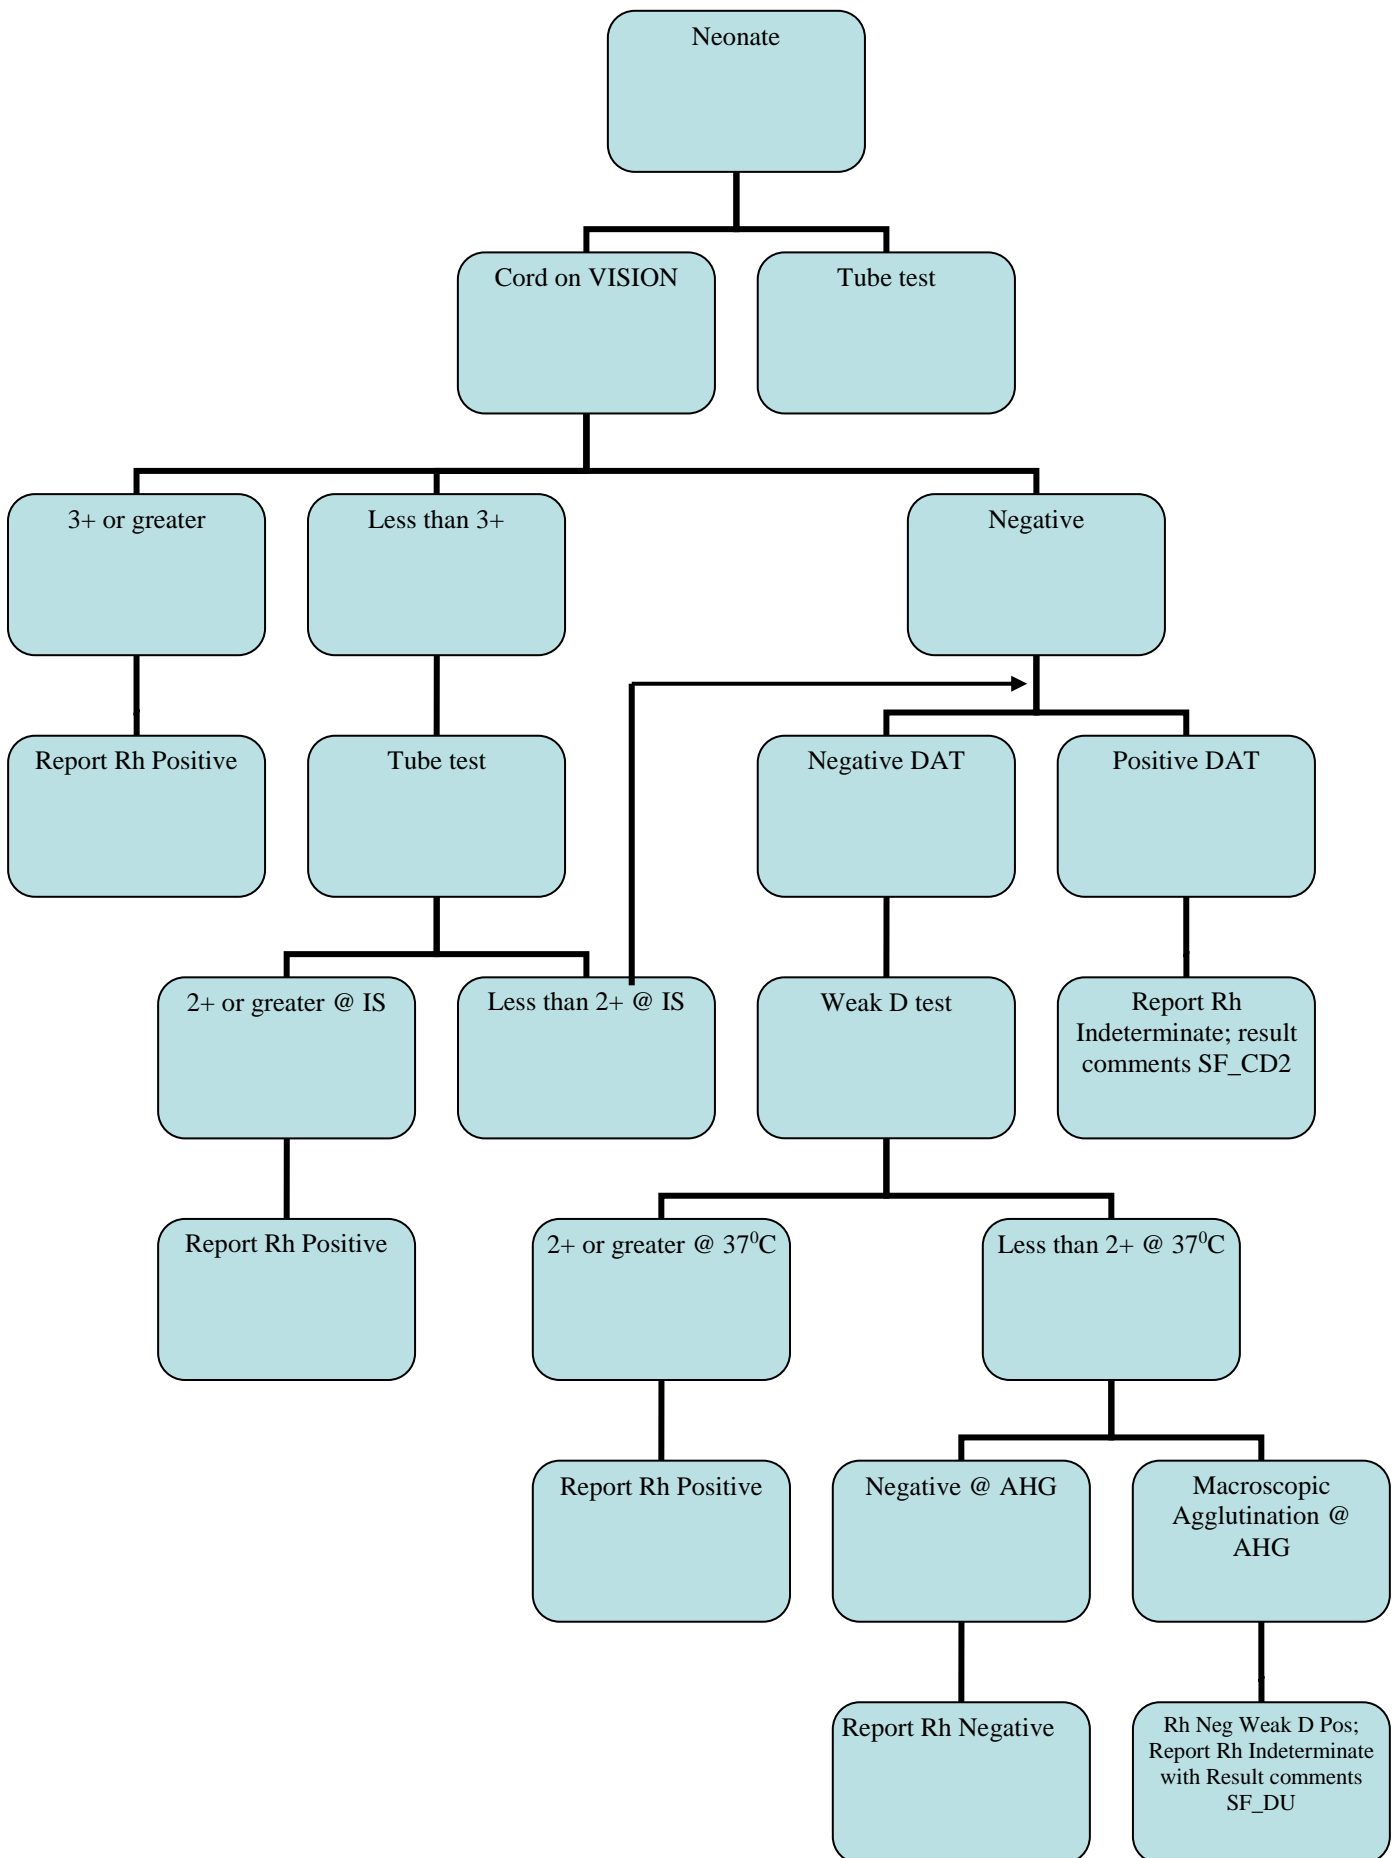 Neonate
Cord on VISION
Tube test
3+ or greater
Less than 3+
Negative
Report Rh Positive
Tube test
Negative DAT
Positive DAT
2+ or greater @ IS
Less than 2+ @ IS
Weak D test
Report Rh
Indeterminate; result
comments SF_CD2
Report Rh Positive
2+ or greater @ 37⁰C
Less than 2+ @ 37⁰C
Report Rh Positive
Negative @ AHG
Macroscopic
Agglutination @
AHG
Report Rh Negative
Rh Neg Weak D Pos;
Report Rh Indeterminate
with Result comments
SF_DU